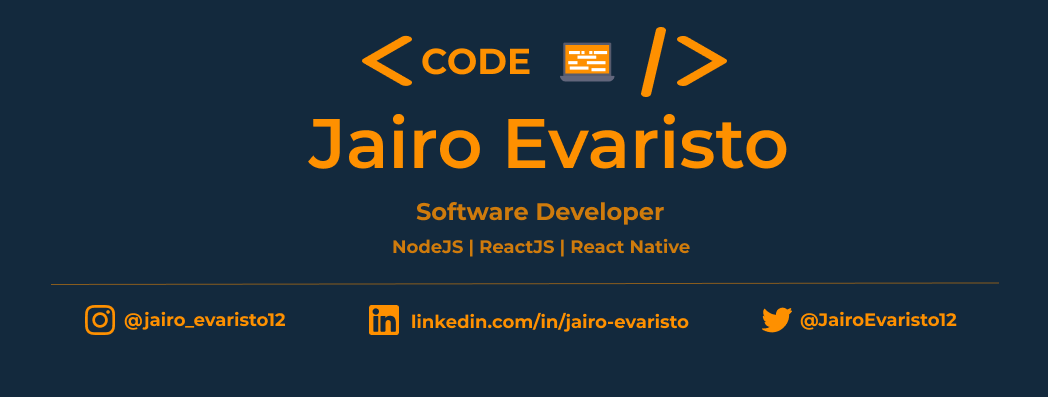 < CODE />
Jairo Evaristo
Software Developer
NodeJS | ReactJS | React Native
@jairo_evaristo12
linkedin.com/in/jairo-evaristo
@JairoEvaristo12